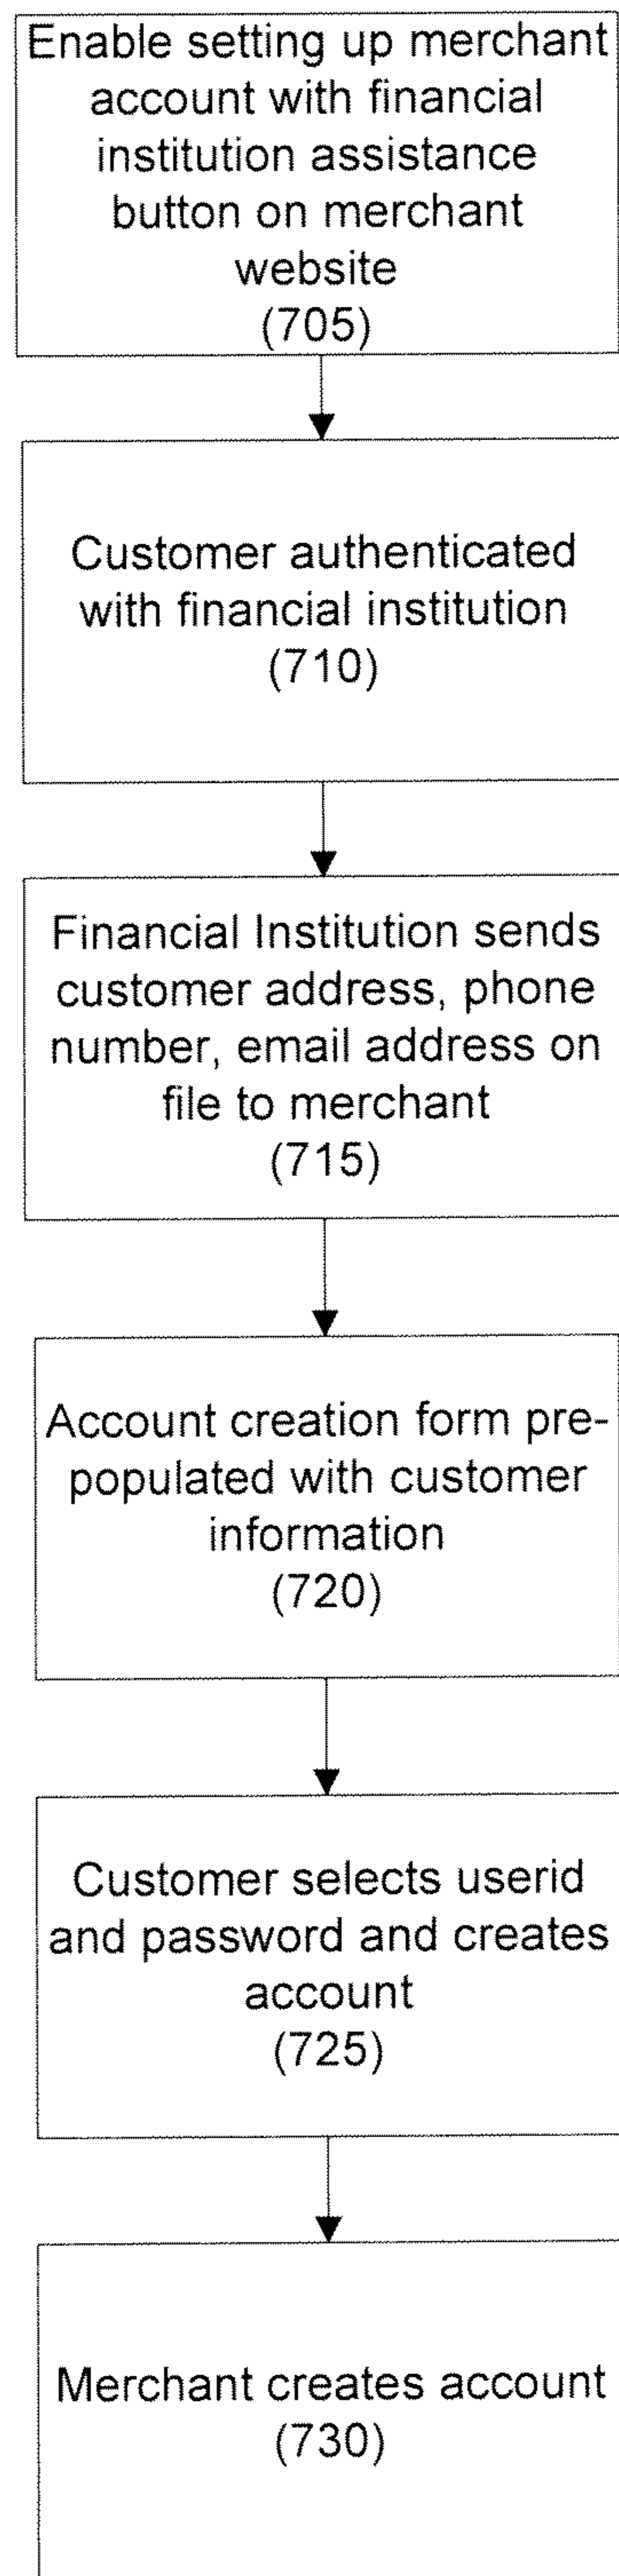 Enable setting up merchant
account with financial
institution assistance
button on merchant
website
(705)
Customer authenticated
with financial institution
(710)
Financial Institution sends
customer address, phone
number, email address on
file to merchant
(715)
Account creation form pre-
populated with customer
information
(720)
Customer selects userid
and password and creates
account
(725)
Merchant creates account
(730)